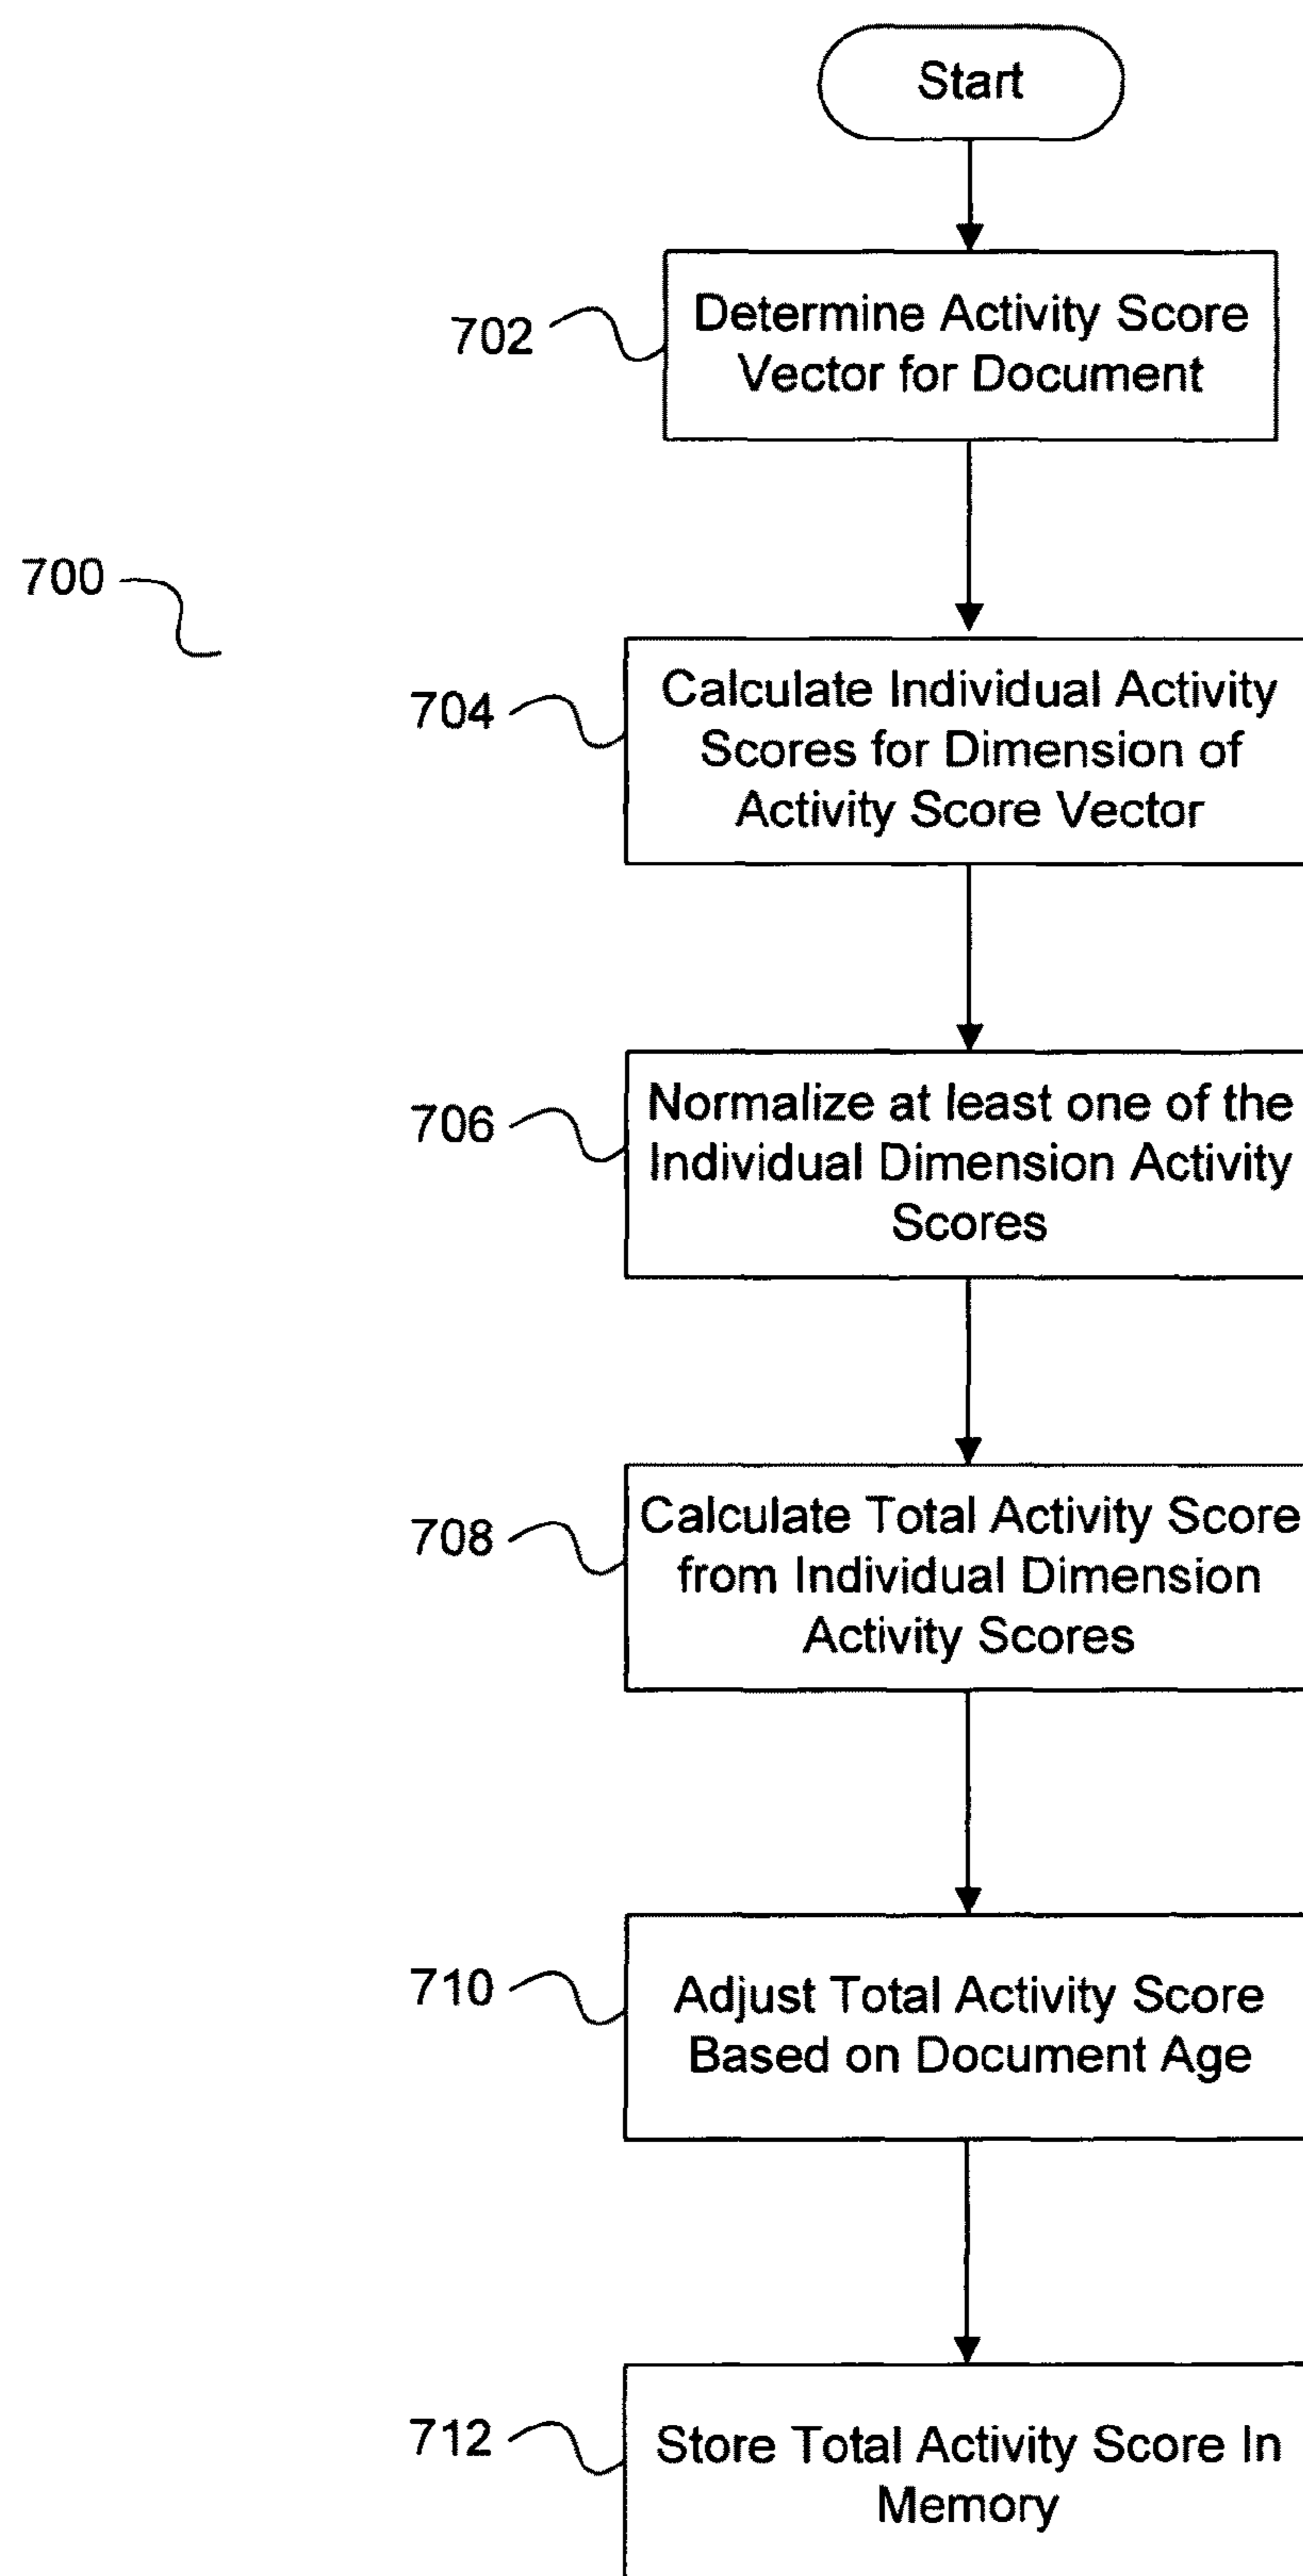 Start
702
Determine Activity Score
Vector for Document
700
704
Calculate Individual Activity
Scores for Dimension of
Activity Score Vector
706
Normalize at least one of the
Individual Dimension Activity
Scores
708
Calculate Total Activity Score
from Individual Dimension
Activity Scores
710
Adjust Total Activity Score
Based on Document Age
712
Store Total Activity Score In
Memory